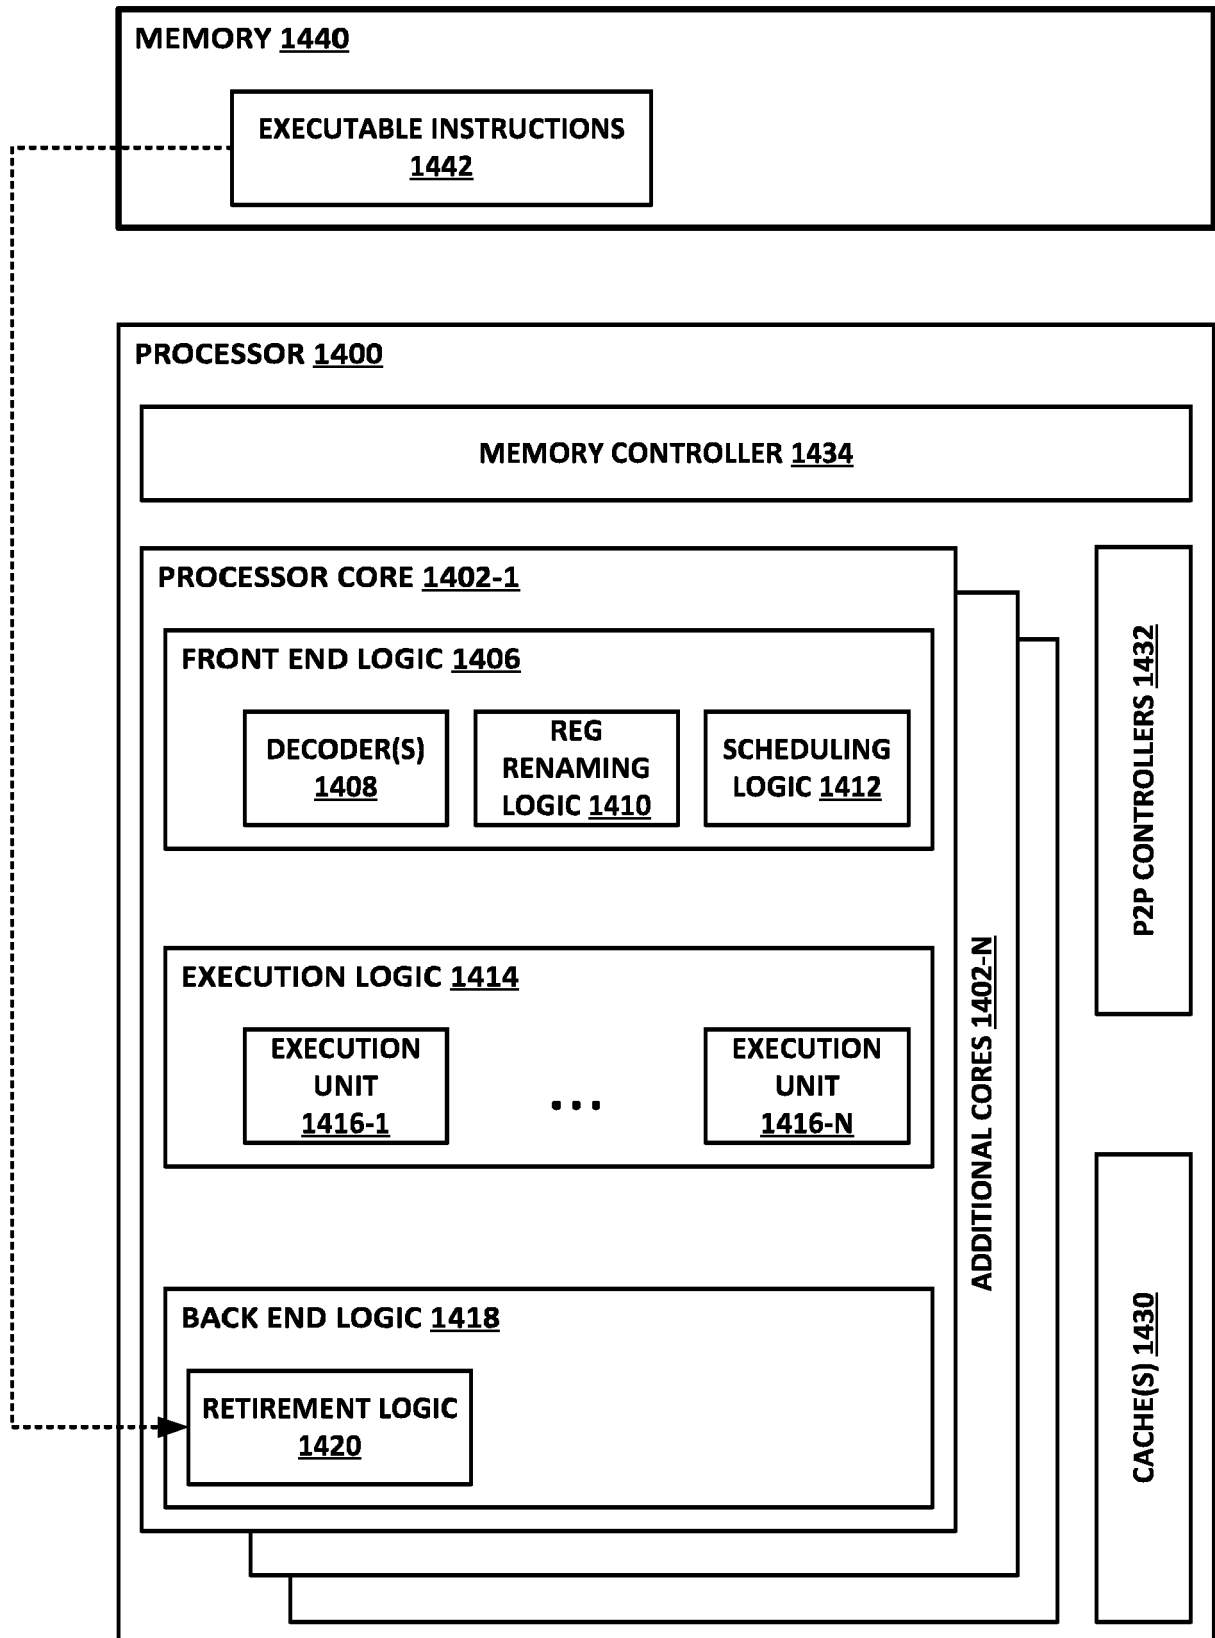 MEMORY 1440
EXECUTABLE INSTRUCTIONS
1442
PROCESSOR 1400
MEMORY CONTROLLER 1434
PROCESSOR CORE 1402-1
FRONT END LOGIC 1406
DECODER(S)
1408
REG
RENAMING
LOGIC 1410
SCHEDULING
LOGIC 1412
EXECUTION LOGIC 1414
EXECUTION
UNIT
1416-1
...
EXECUTION
UNIT
1416-N
BACK END LOGIC 1418
RETIREMENT LOGIC
1420
ADDITIONAL CORES 1402-N
P2P CONTROLLERS 1432
CACHE(S) 1430